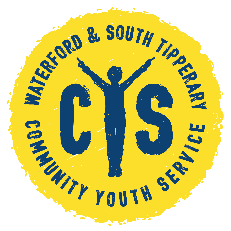 WATERFORD & SOUTH TIPPERARY
CYS
COMMUNITY YOUTH SERVICE